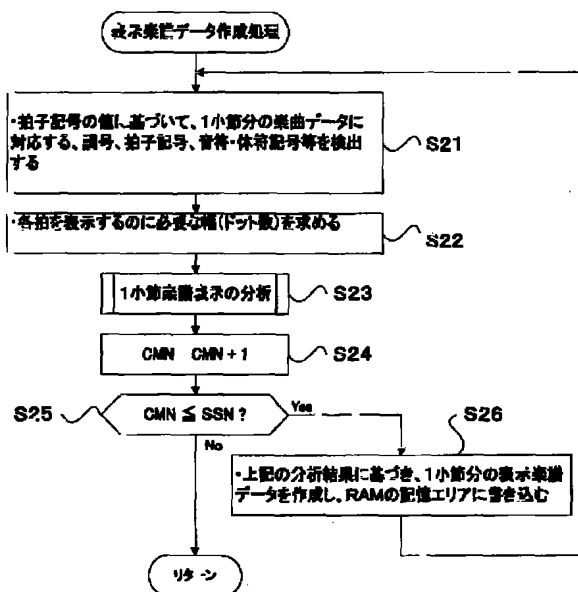 表示楽譜データ作成処理
・拍子記号の値に基づいて、1小節分の楽曲データに
対応する、調号、拍子記号、音符・休符記号等を検出
する
S21
・各拍を表示するのに必要な幅(ドット数)を求める
S22
1小節楽譜表示の分析
S23
CMN CMN+1
S24
S25
CMN ≦ SSN ?
Yes
No
S26
・上記の分析結果に基づき、1小節分の表示楽譜
データを作成し、RAMの記憶エリアに書き込む
リターン